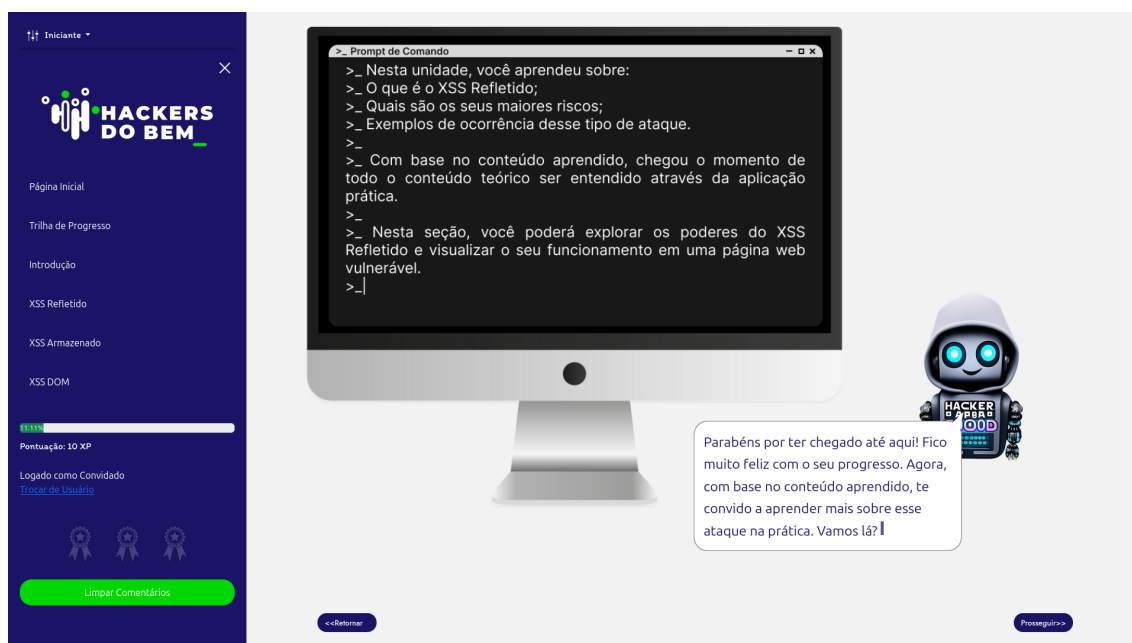 Iniciante
HACKERS
DO BEM_
Página Inicial
Trilha de Progresso
Introdução
XSS Refletido
XSS Armazenado
XSS DOM
11.11%
Pontuação: 10 XP
Logado como Convidado
Trocar de Usuário
Limpar Comentários
>_ Prompt de Comando
>_ Nesta unidade, você aprendeu sobre:
>_ O que é o XSS Refletido;
>_ Quais são os seus maiores riscos;
>_ Exemplos de ocorrência desse tipo de ataque.
>_
>_ Com base no conteúdo aprendido, chegou o momento de
todo o conteúdo teórico ser entendido através da aplicação
prática.
>_
>_ Nesta seção, você poderá explorar os poderes do XSS
Refletido e visualizar o seu funcionamento em uma página web
vulnerável.
>_|
HACKER
Parabéns por ter chegado até aqui! Fico
muito feliz com o seu progresso. Agora,
com base no conteúdo aprendido, te
convido a aprender mais sobre esse
ataque na prática. Vamos lá?
<<Retornar
Prosseguir>>